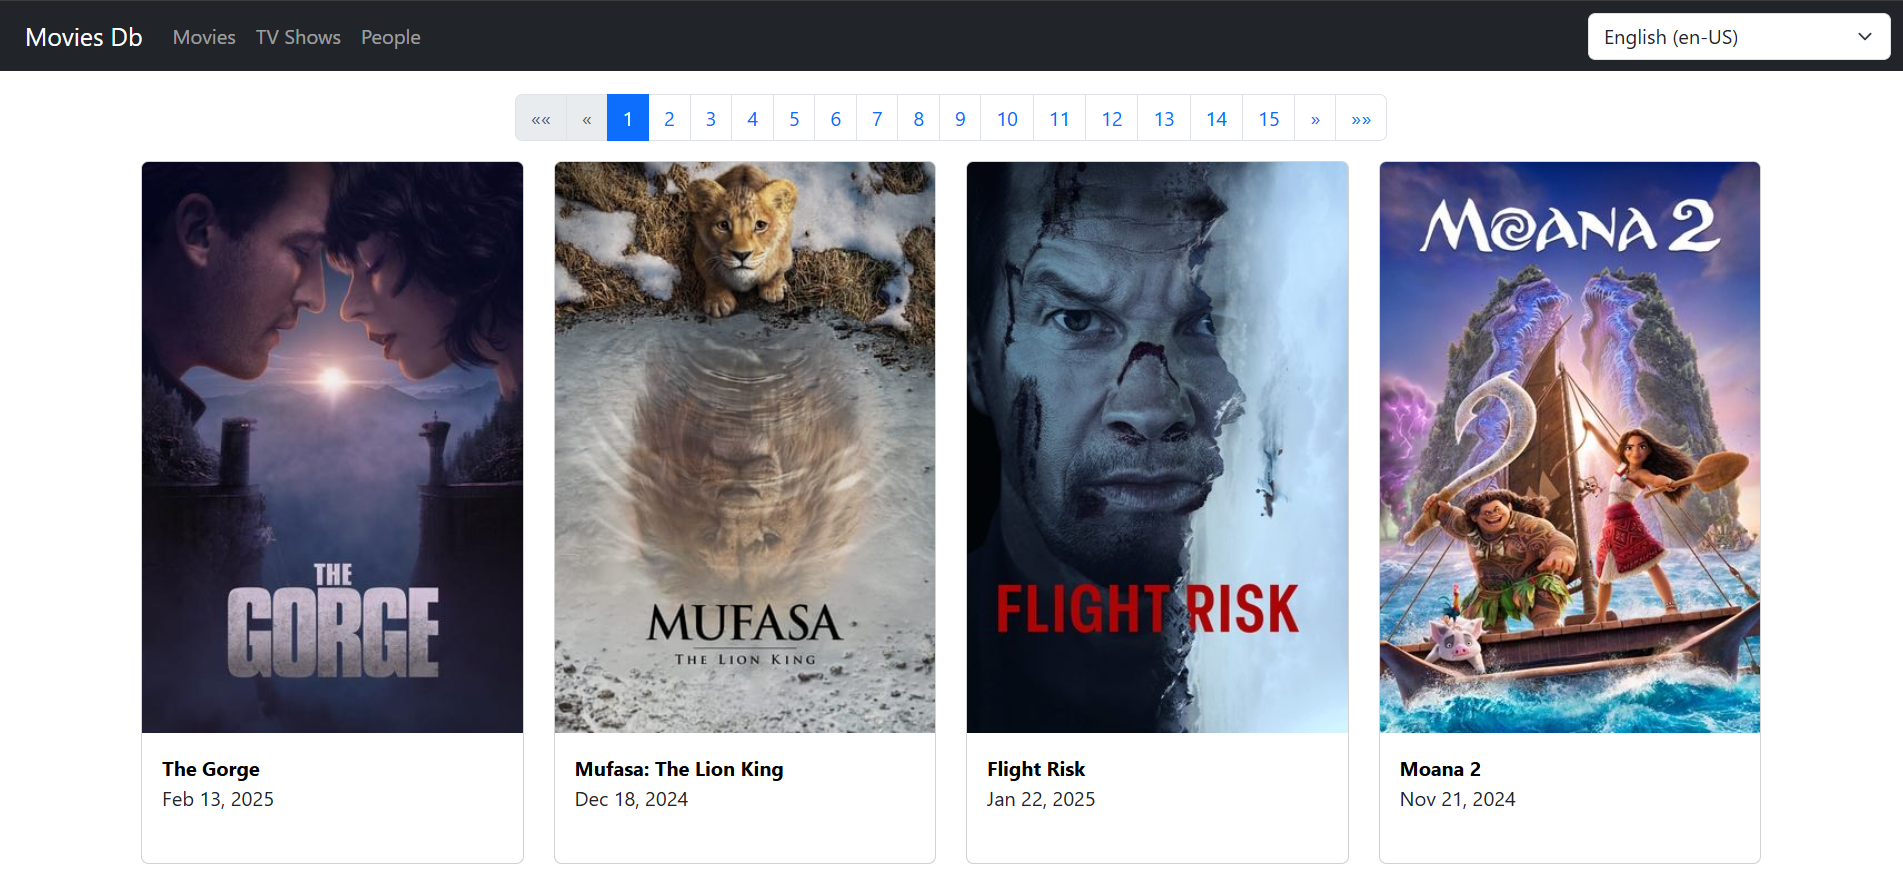 Movies Db Movies TV Shows People English (en-US)
«« « 1 2 3 4 5 6 7 8 9 10 11 12 13 14 15 » »»
THE
GORGE
MUFASA
THE LION KING
FLIGHT RISK
MOANA 2
The Gorge
Feb 13, 2025
Mufasa: The Lion King
Dec 18, 2024
Flight Risk
Jan 22, 2025
Moana 2
Nov 21, 2024